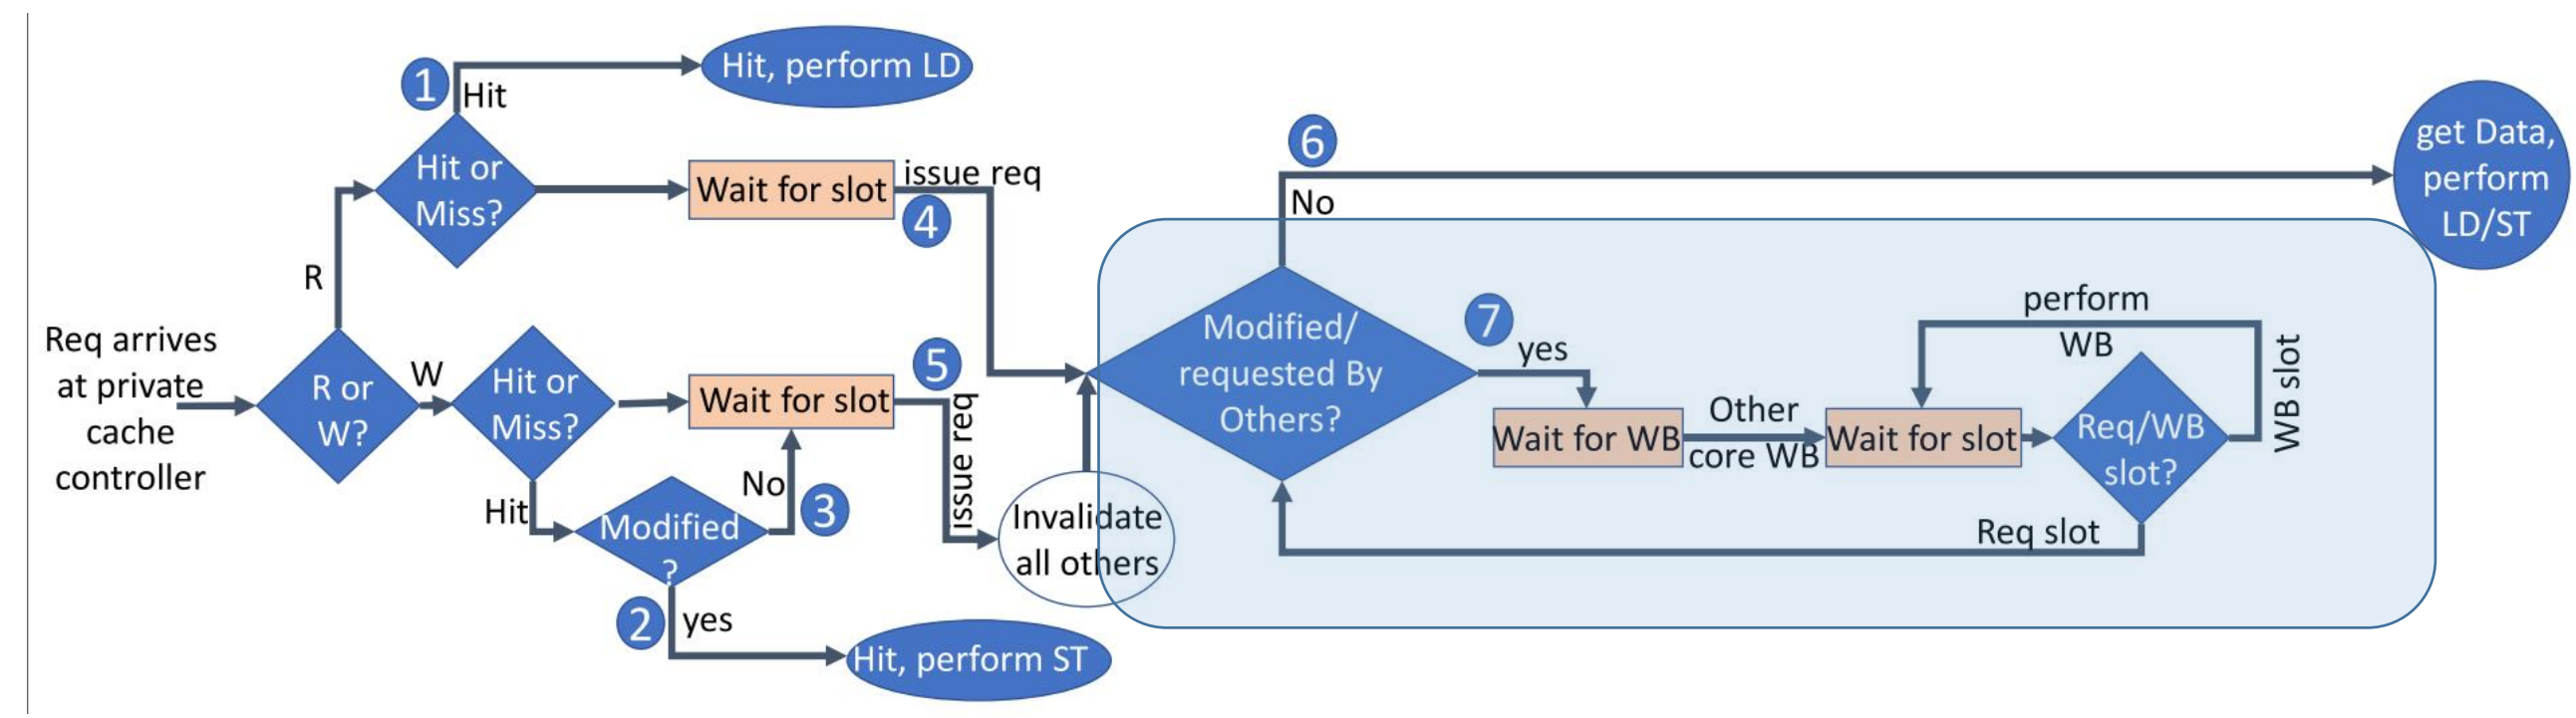 1
Hit
Hit, perform LD
Hit or
Miss?
Wait for slot
issue req
4
R
Req arrives
at private
cache
controller
R or
W?
W
Hit or
Miss?
Wait for slot
5
issue req
Hit
Modified
?
No
3
2
yes
Hit, perform ST
Invalidate
all others
6
No
get Data,
perform
LD/ST
Modified/
requested By
Others?
7
yes
Wait for WB
Other
core WB
Wait for slot
Req/WB
slot?
perform
WB
WB slot
Req slot